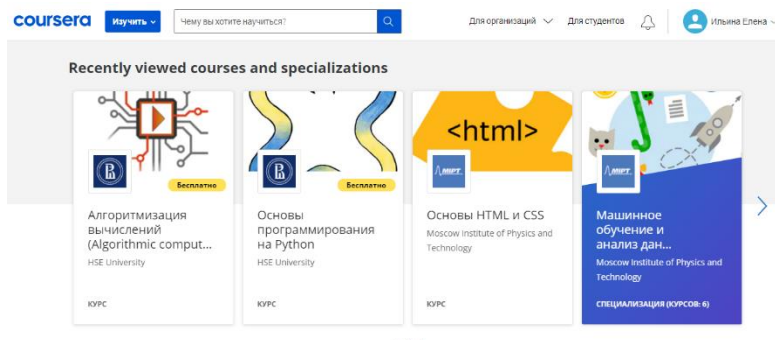 coursera
Изучить
Чему вы хотите научиться?
Для организаций
Для студентов
Ильина Елена
Recently viewed courses and specializations
Бесплатно
Алгоритмизация
вычислений
(Algorithmic comput...
HSE University
КУРС
Бесплатно
Основы
программирования
на Python
HSE University
КУРС
<html>
MIPT
Основы HTML и CSS
Moscow Institute of Physics and
Technology
КУРС
MIPT
Машинное
обучение и
анализ дан...
Moscow Institute of Physics and
Technology
СПЕЦИАЛИЗАЦИЯ (КУРСОВ: 6)